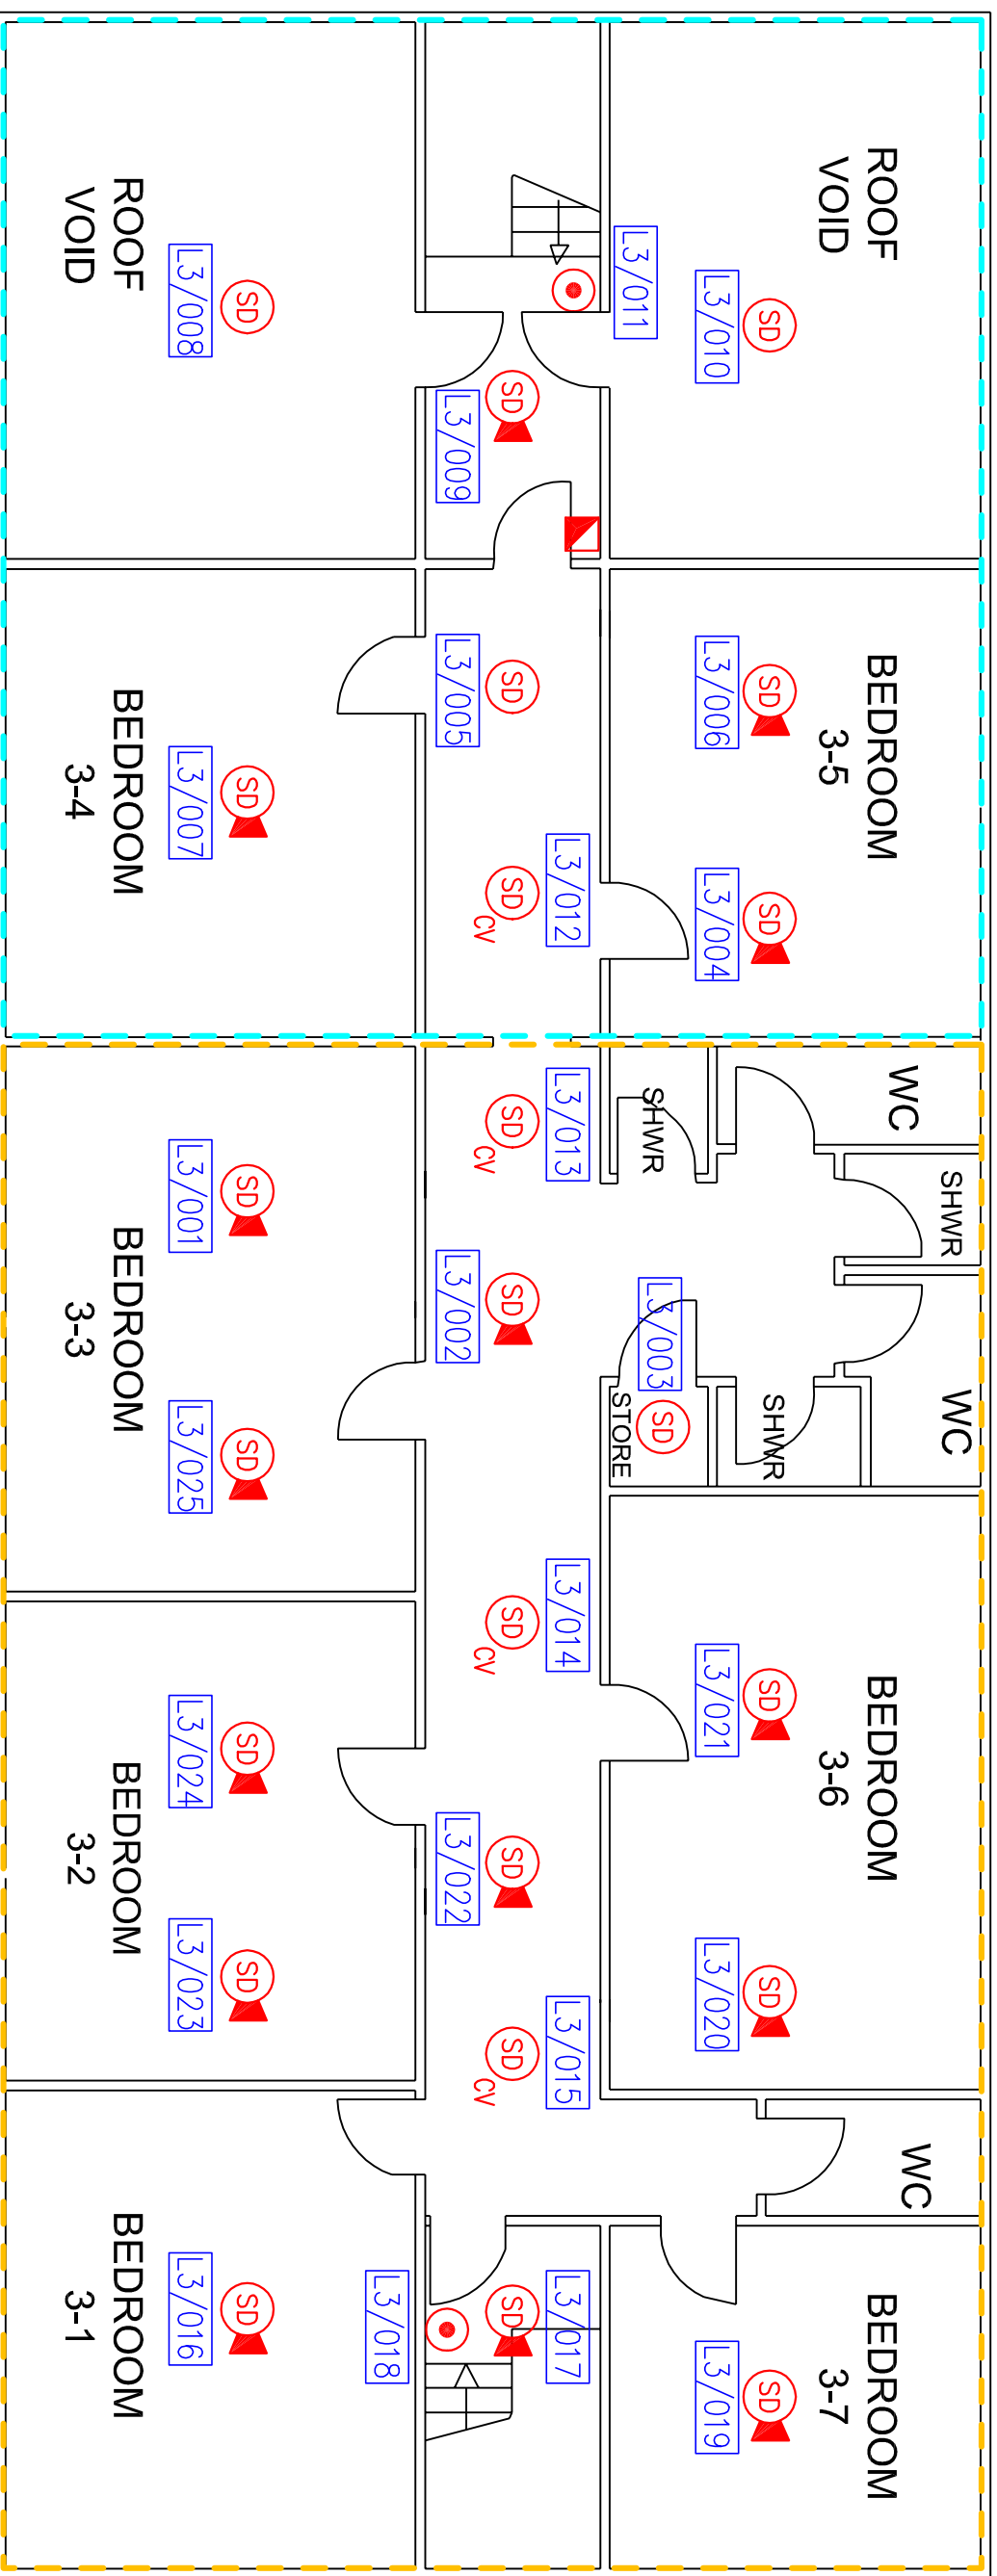 ROOF
VOID
SD
L3/010
L3/011
SD
L3/009
ROOF
VOID
SD
L3/008
BEDROOM
3-5
SD
L3/006
SD
L3/004
SD
L3/005
L3/012
SD
CV
BEDROOM
3-4
SD
L3/007
WC
SHWR
SHWR
WC
SHWR
L3/003
SD
STORE
L3/013
SD
CV
SD
L3/002
BEDROOM
3-3
SD
L3/001
SD
L3/025
L3/014
SD
CV
BEDROOM
3-6
SD
L3/021
SD
L3/020
SD
L3/022
BEDROOM
3-2
SD
L3/024
SD
L3/023
L3/015
SD
CV
WC
BEDROOM
3-7
SD
L3/019
L3/017
SD
L3/018
BEDROOM
3-1
SD
L3/016